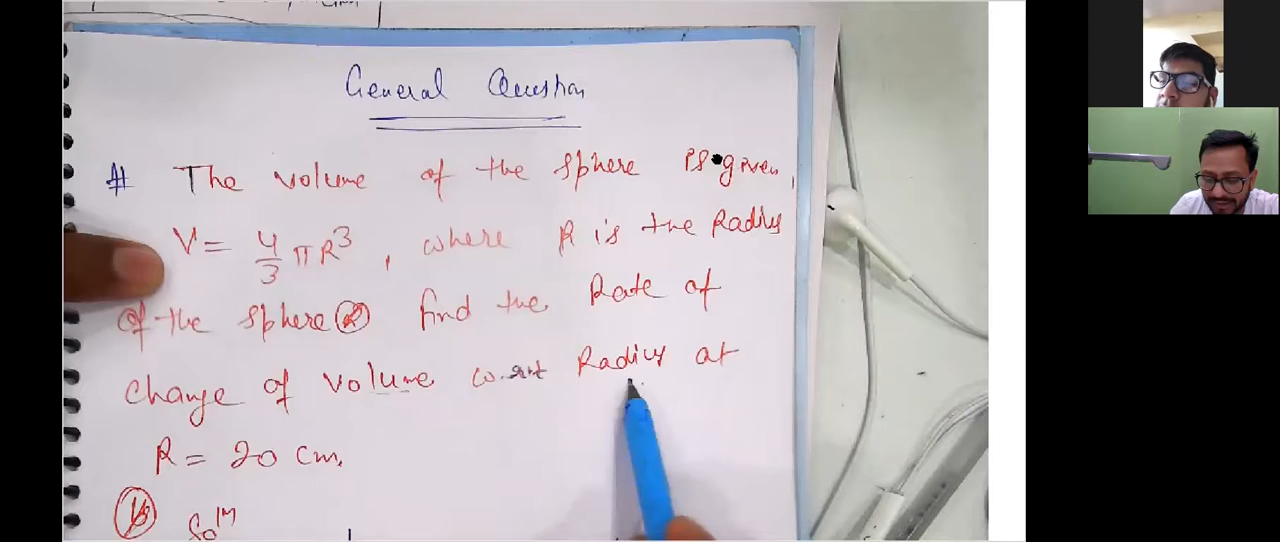 General Question
# The volume of the sphere is given,
V = 4/3 πR³, where R is the Radius
of the sphere & find the Rate of
change of volume w.r.t Radius at
R = 20 cm.
Solⁿ